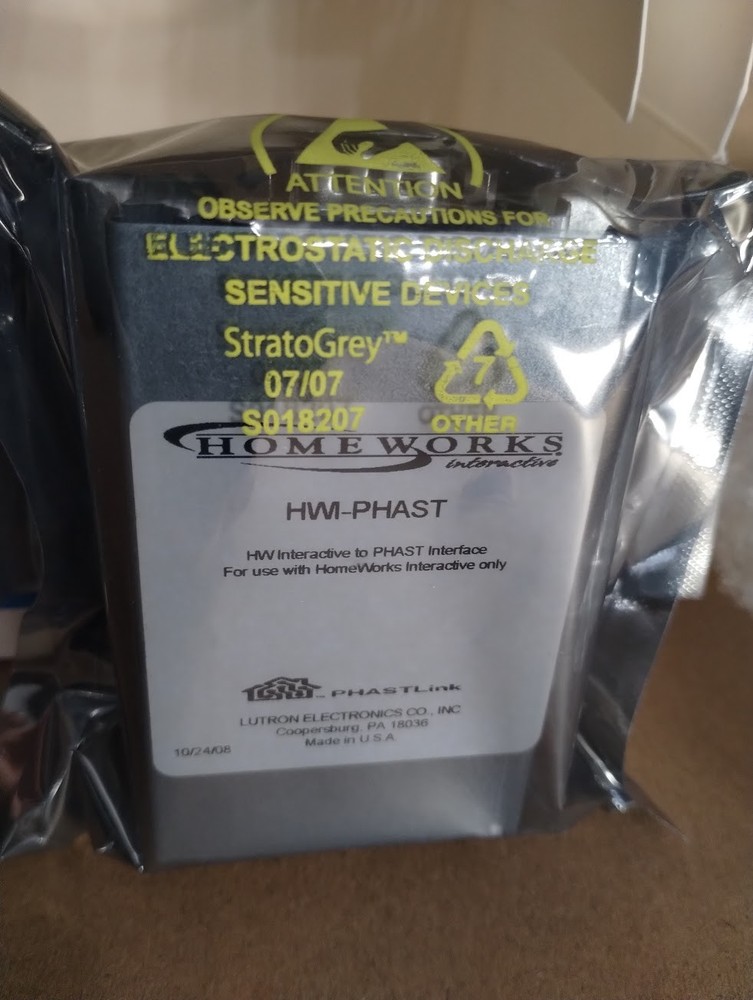 ATTENTION
OBSERVE PRECAUTIONS FOR
ELECTROSTATIC DISCHARGE
SENSITIVE DEVICES
StratoGrey™
07/07
S018207
7
OTHER
HOMEWORKS®
interactive
HWI-PHAST
HW Interactive to PHAST Interface
For use with HomeWorks Interactive only
™ PHASTLink
LUTRON ELECTRONICS CO., INC
Coopersburg, PA 18036
Made in U.S.A.
10/24/08